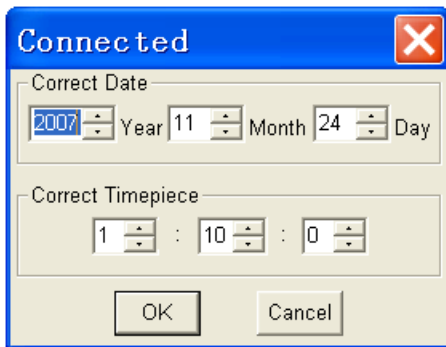 Connected
Correct Date
2007 Year 11 Month 24 Day
Correct Timepiece
1 : 10 : 0
OK Cancel